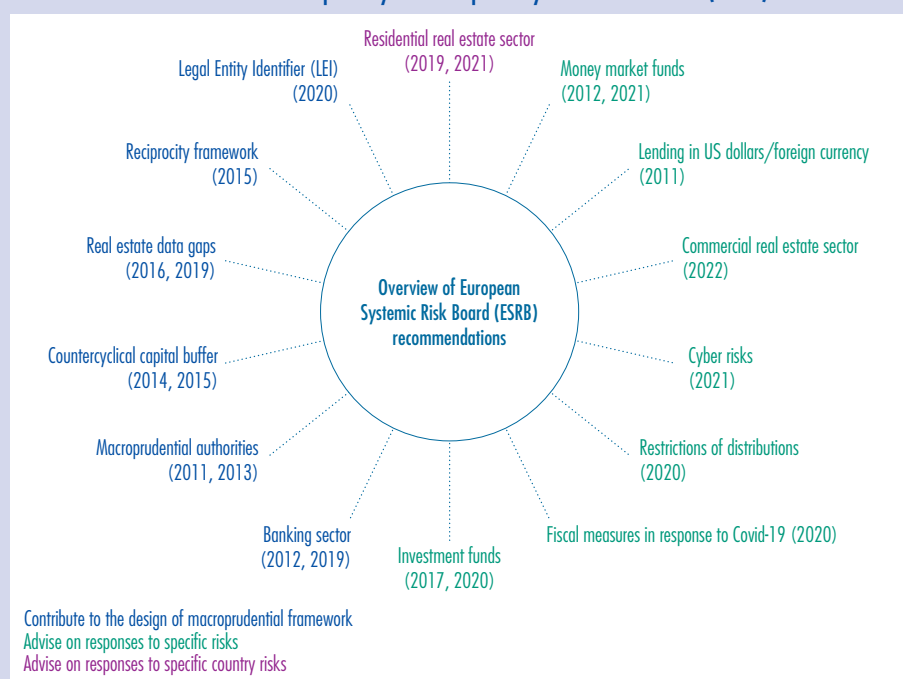 Residential real estate sector
(2019, 2021)
Legal Entity Identifier (LEI)
(2020)
Money market funds
(2012, 2021)
Reciprocity framework
(2015)
Lending in US dollars/foreign currency
(2011)
Real estate data gaps
(2016, 2019)
Commercial real estate sector
(2022)
Overview of European
Systemic Risk Board (ESRB)
recommendations
Countercyclical capital buffer
(2014, 2015)
Cyber risks
(2021)
Macroprudential authorities
(2011, 2013)
Restrictions of distributions
(2020)
Banking sector
(2012, 2019)
Fiscal measures in response to Covid-19 (2020)
Investment funds
(2017, 2020)
Contribute to the design of macroprudential framework
Advise on responses to specific risks
Advise on responses to specific country risks